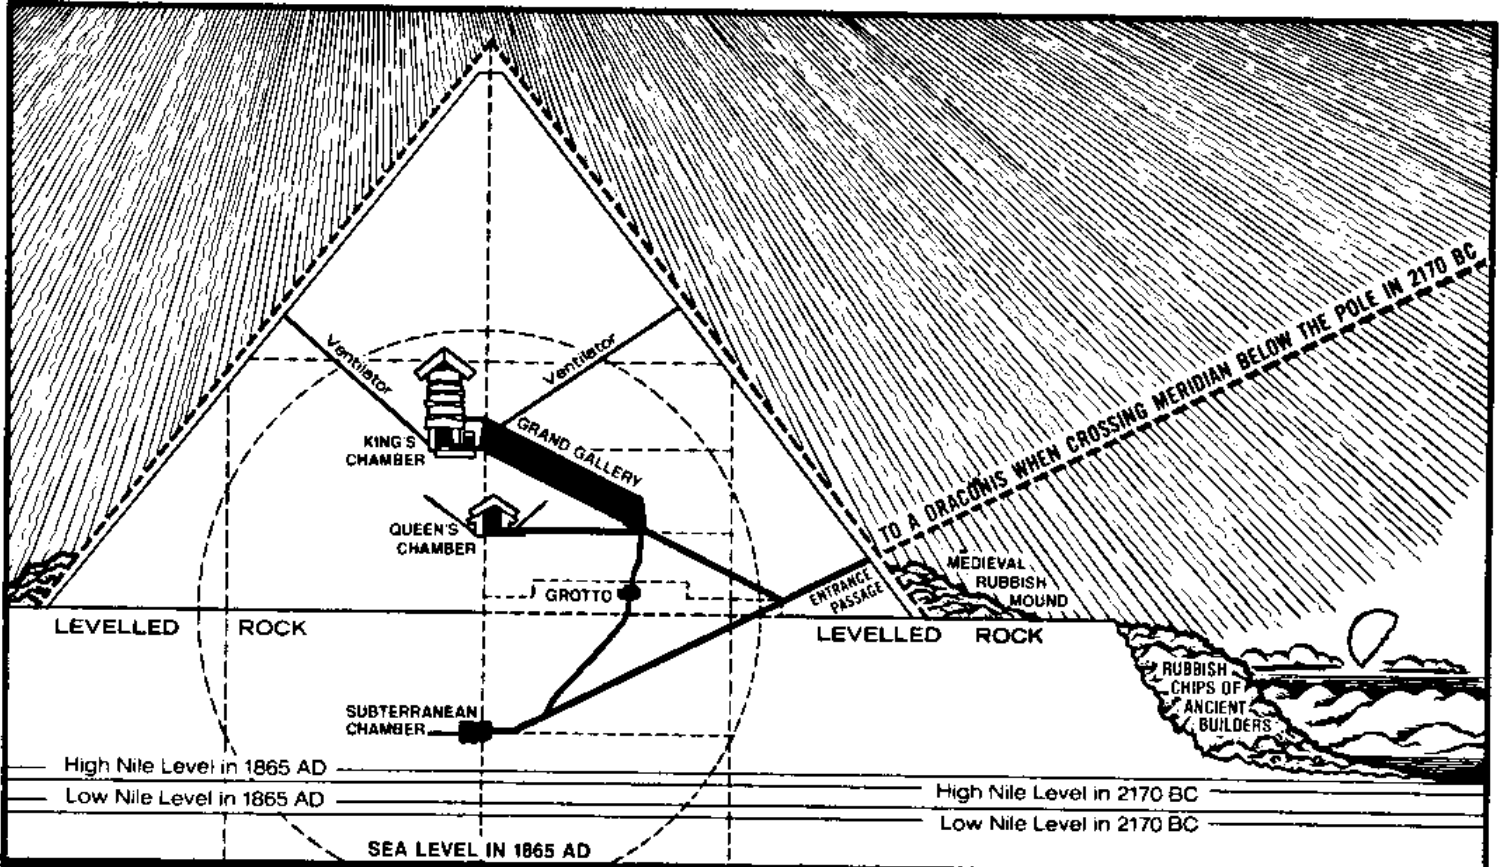 TO A DRACONIS WHEN CROSSING MERIDIAN BELOW THE POLE IN 2170 BC
Ventilator
Ventilator
KING'S
CHAMBER
GRAND GALLERY
QUEEN'S
CHAMBER
GROTTO
ENTRANCE
PASSAGE
MEDIEVAL
RUBBISH
MOUND
LEVELLED ROCK
LEVELLED ROCK
RUBBISH
CHIPS OF
ANCIENT
BUILDERS
SUBTERRANEAN
CHAMBER
High Nile Level in 1865 AD
Low Nile Level in 1865 AD
High Nile Level in 2170 BC
Low Nile Level in 2170 BC
SEA LEVEL IN 1865 AD